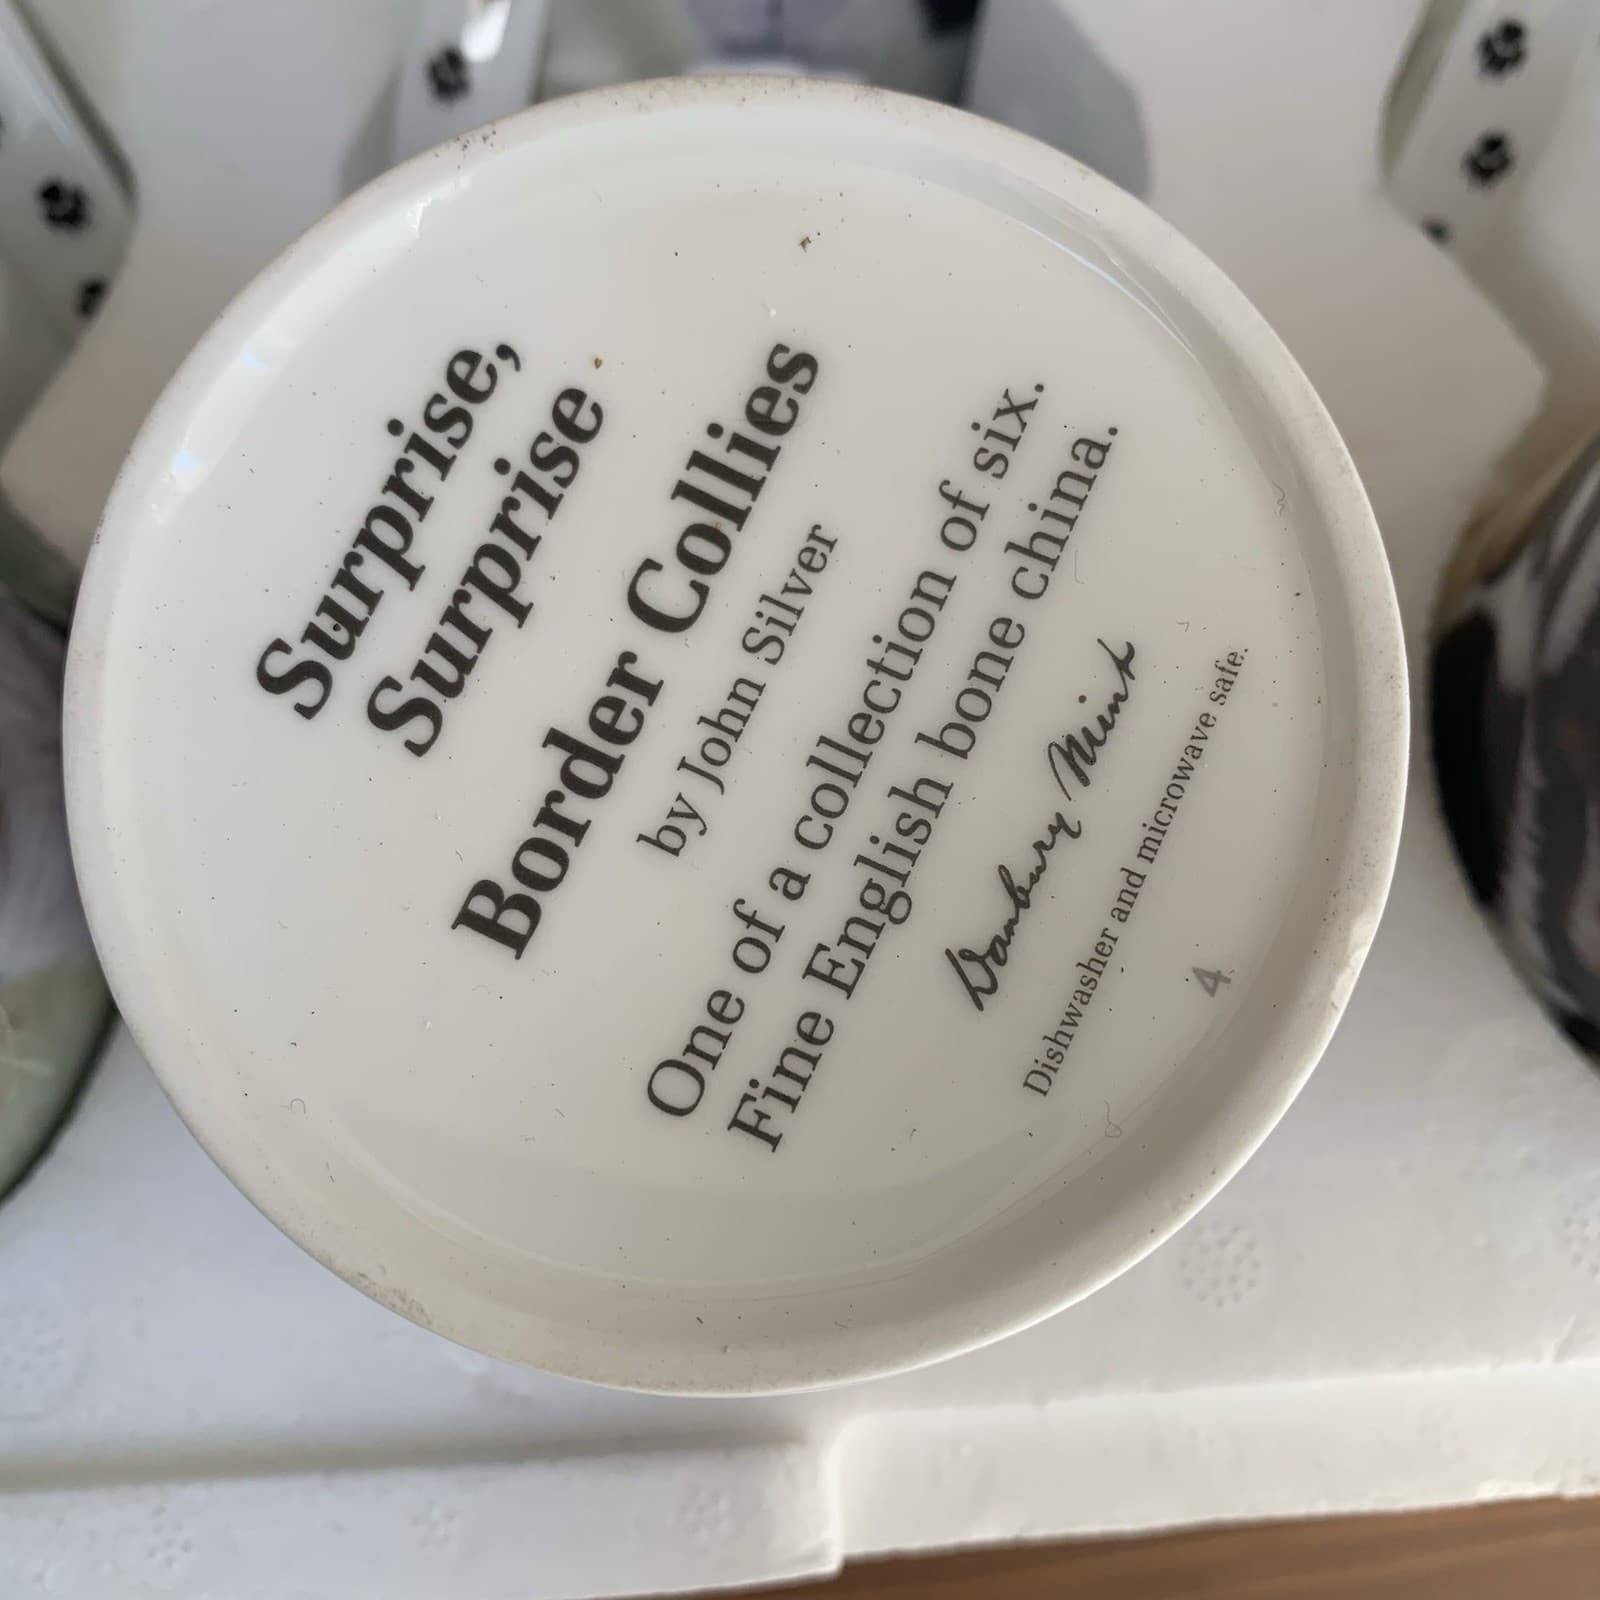 Surprise,
Surprise
Border Collies
by John Silver
One of a collection of six.
Fine English bone china.
Danbury Mint
Dishwasher and microwave safe.
4